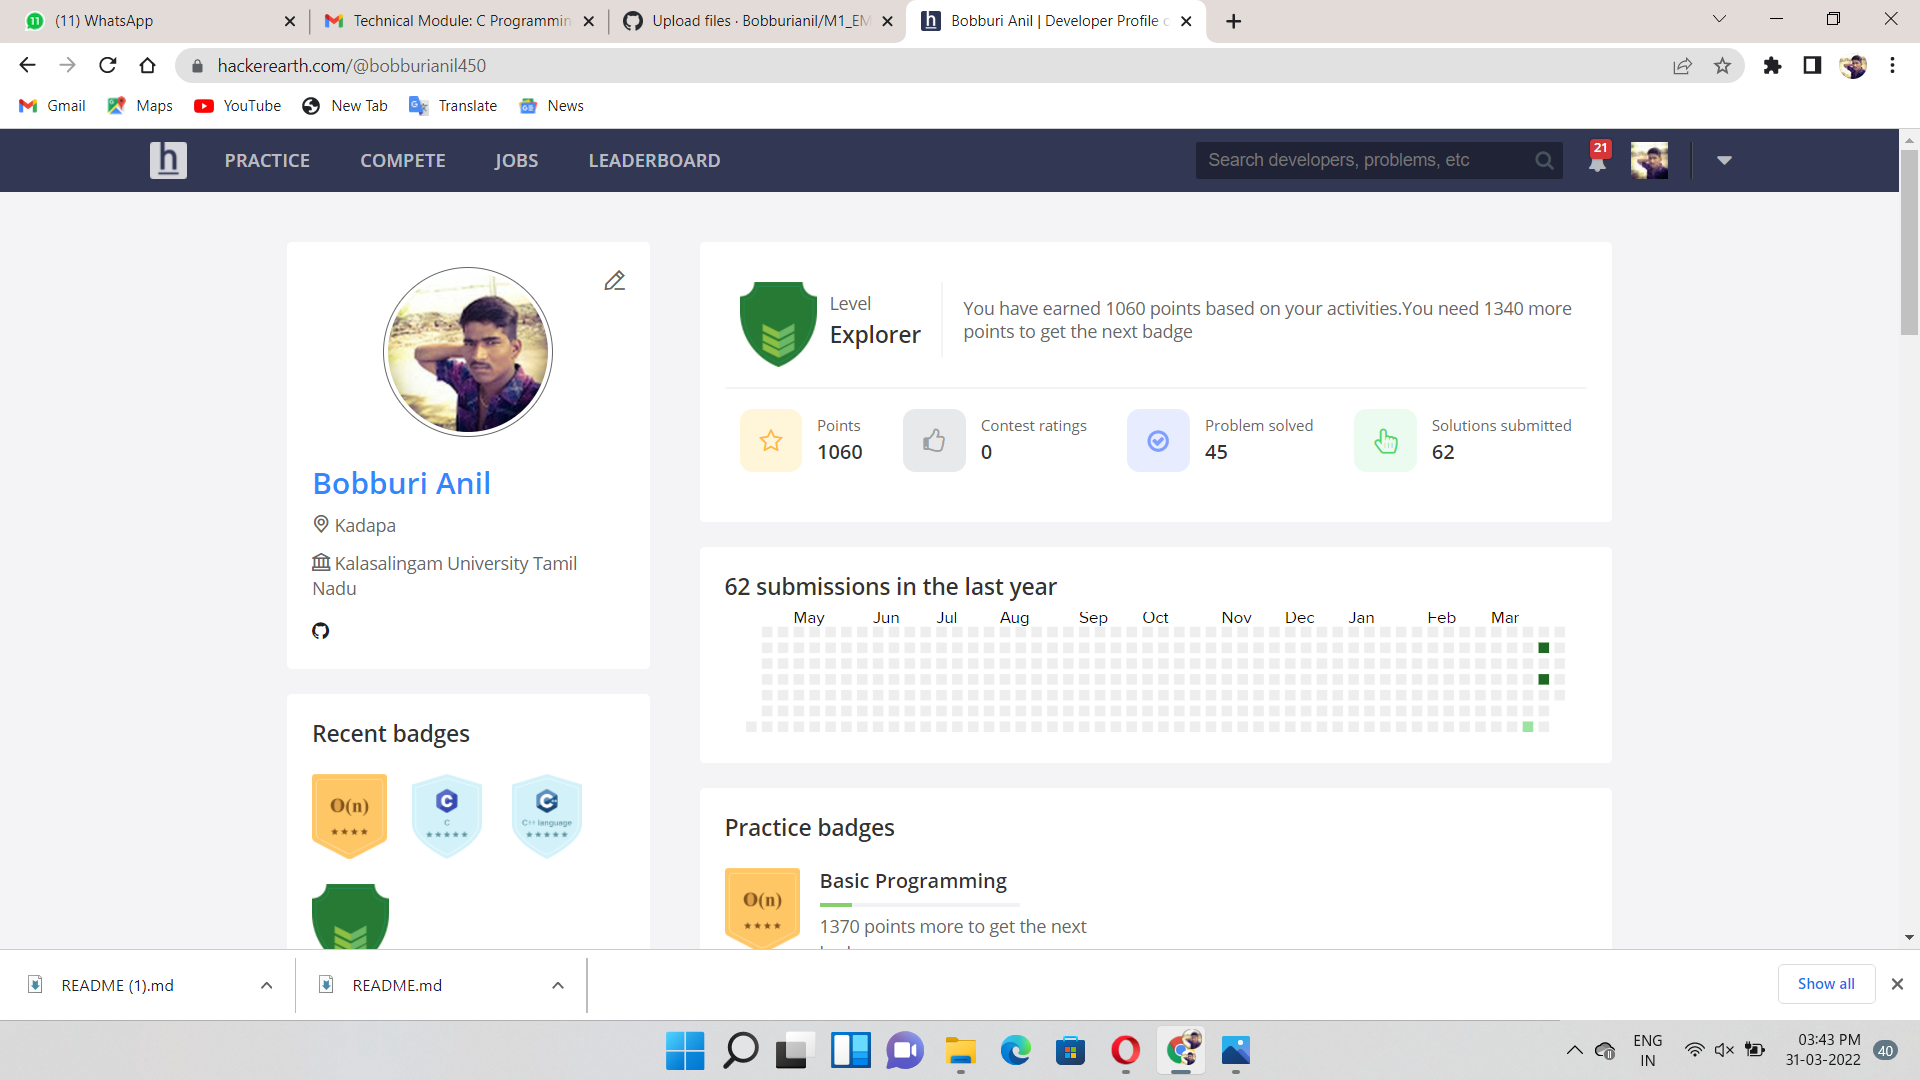 (11) WhatsApp
Technical Module: C Programmin
Upload files · Bobburianil/M1_EM
Bobburi Anil | Developer Profile o
hackerearth.com/@bobburianil450
Gmail
Maps
YouTube
New Tab
Translate
News
h PRACTICE COMPETE JOBS LEADERBOARD
Search developers, problems, etc
21
Level
Explorer
You have earned 1060 points based on your activities.You need 1340 more
points to get the next badge
Points
1060
Contest ratings
0
Problem solved
45
Solutions submitted
62
Bobburi Anil
Kadapa
Kalasalingam University Tamil
Nadu
62 submissions in the last year
May Jun Jul Aug Sep Oct Nov Dec Jan Feb Mar
Recent badges
O(n)
C
C
C
C++ language
Practice badges
O(n)
Basic Programming
1370 points more to get the next
README (1).md
README.md
Show all
ENG
IN
03:43 PM
31-03-2022
40